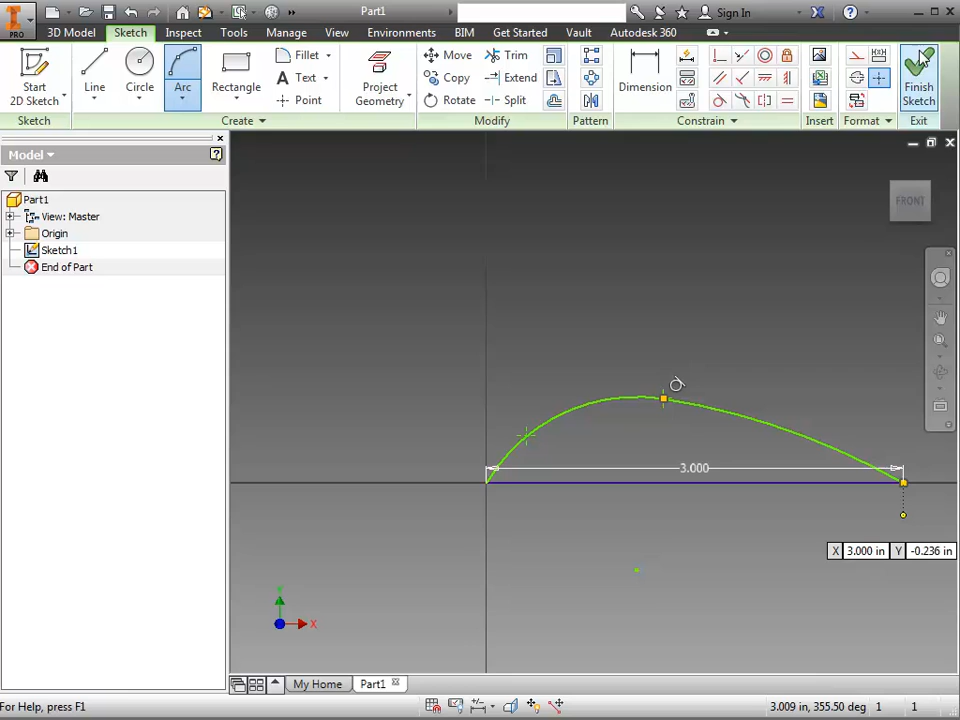 PRO
Part1
Sign In
3D Model
Sketch
Inspect
Tools
Manage
View
Environments
BIM
Get Started
Vault
Autodesk 360
Start
2D Sketch
Line
Circle
Arc
Rectangle
Fillet
Text
Point
Project
Geometry
Move
Copy
Rotate
Trim
Extend
Split
Dimension
Finish
Sketch
Sketch
Create
Modify
Pattern
Constrain
Insert
Format
Exit
Model
Part1
View: Master
Origin
Sketch1
End of Part
FRONT
3.000
X 3.000 in Y -0.236 in
X
My Home
Part1
For Help, press F1
3.009 in, 355.50 deg 1 1